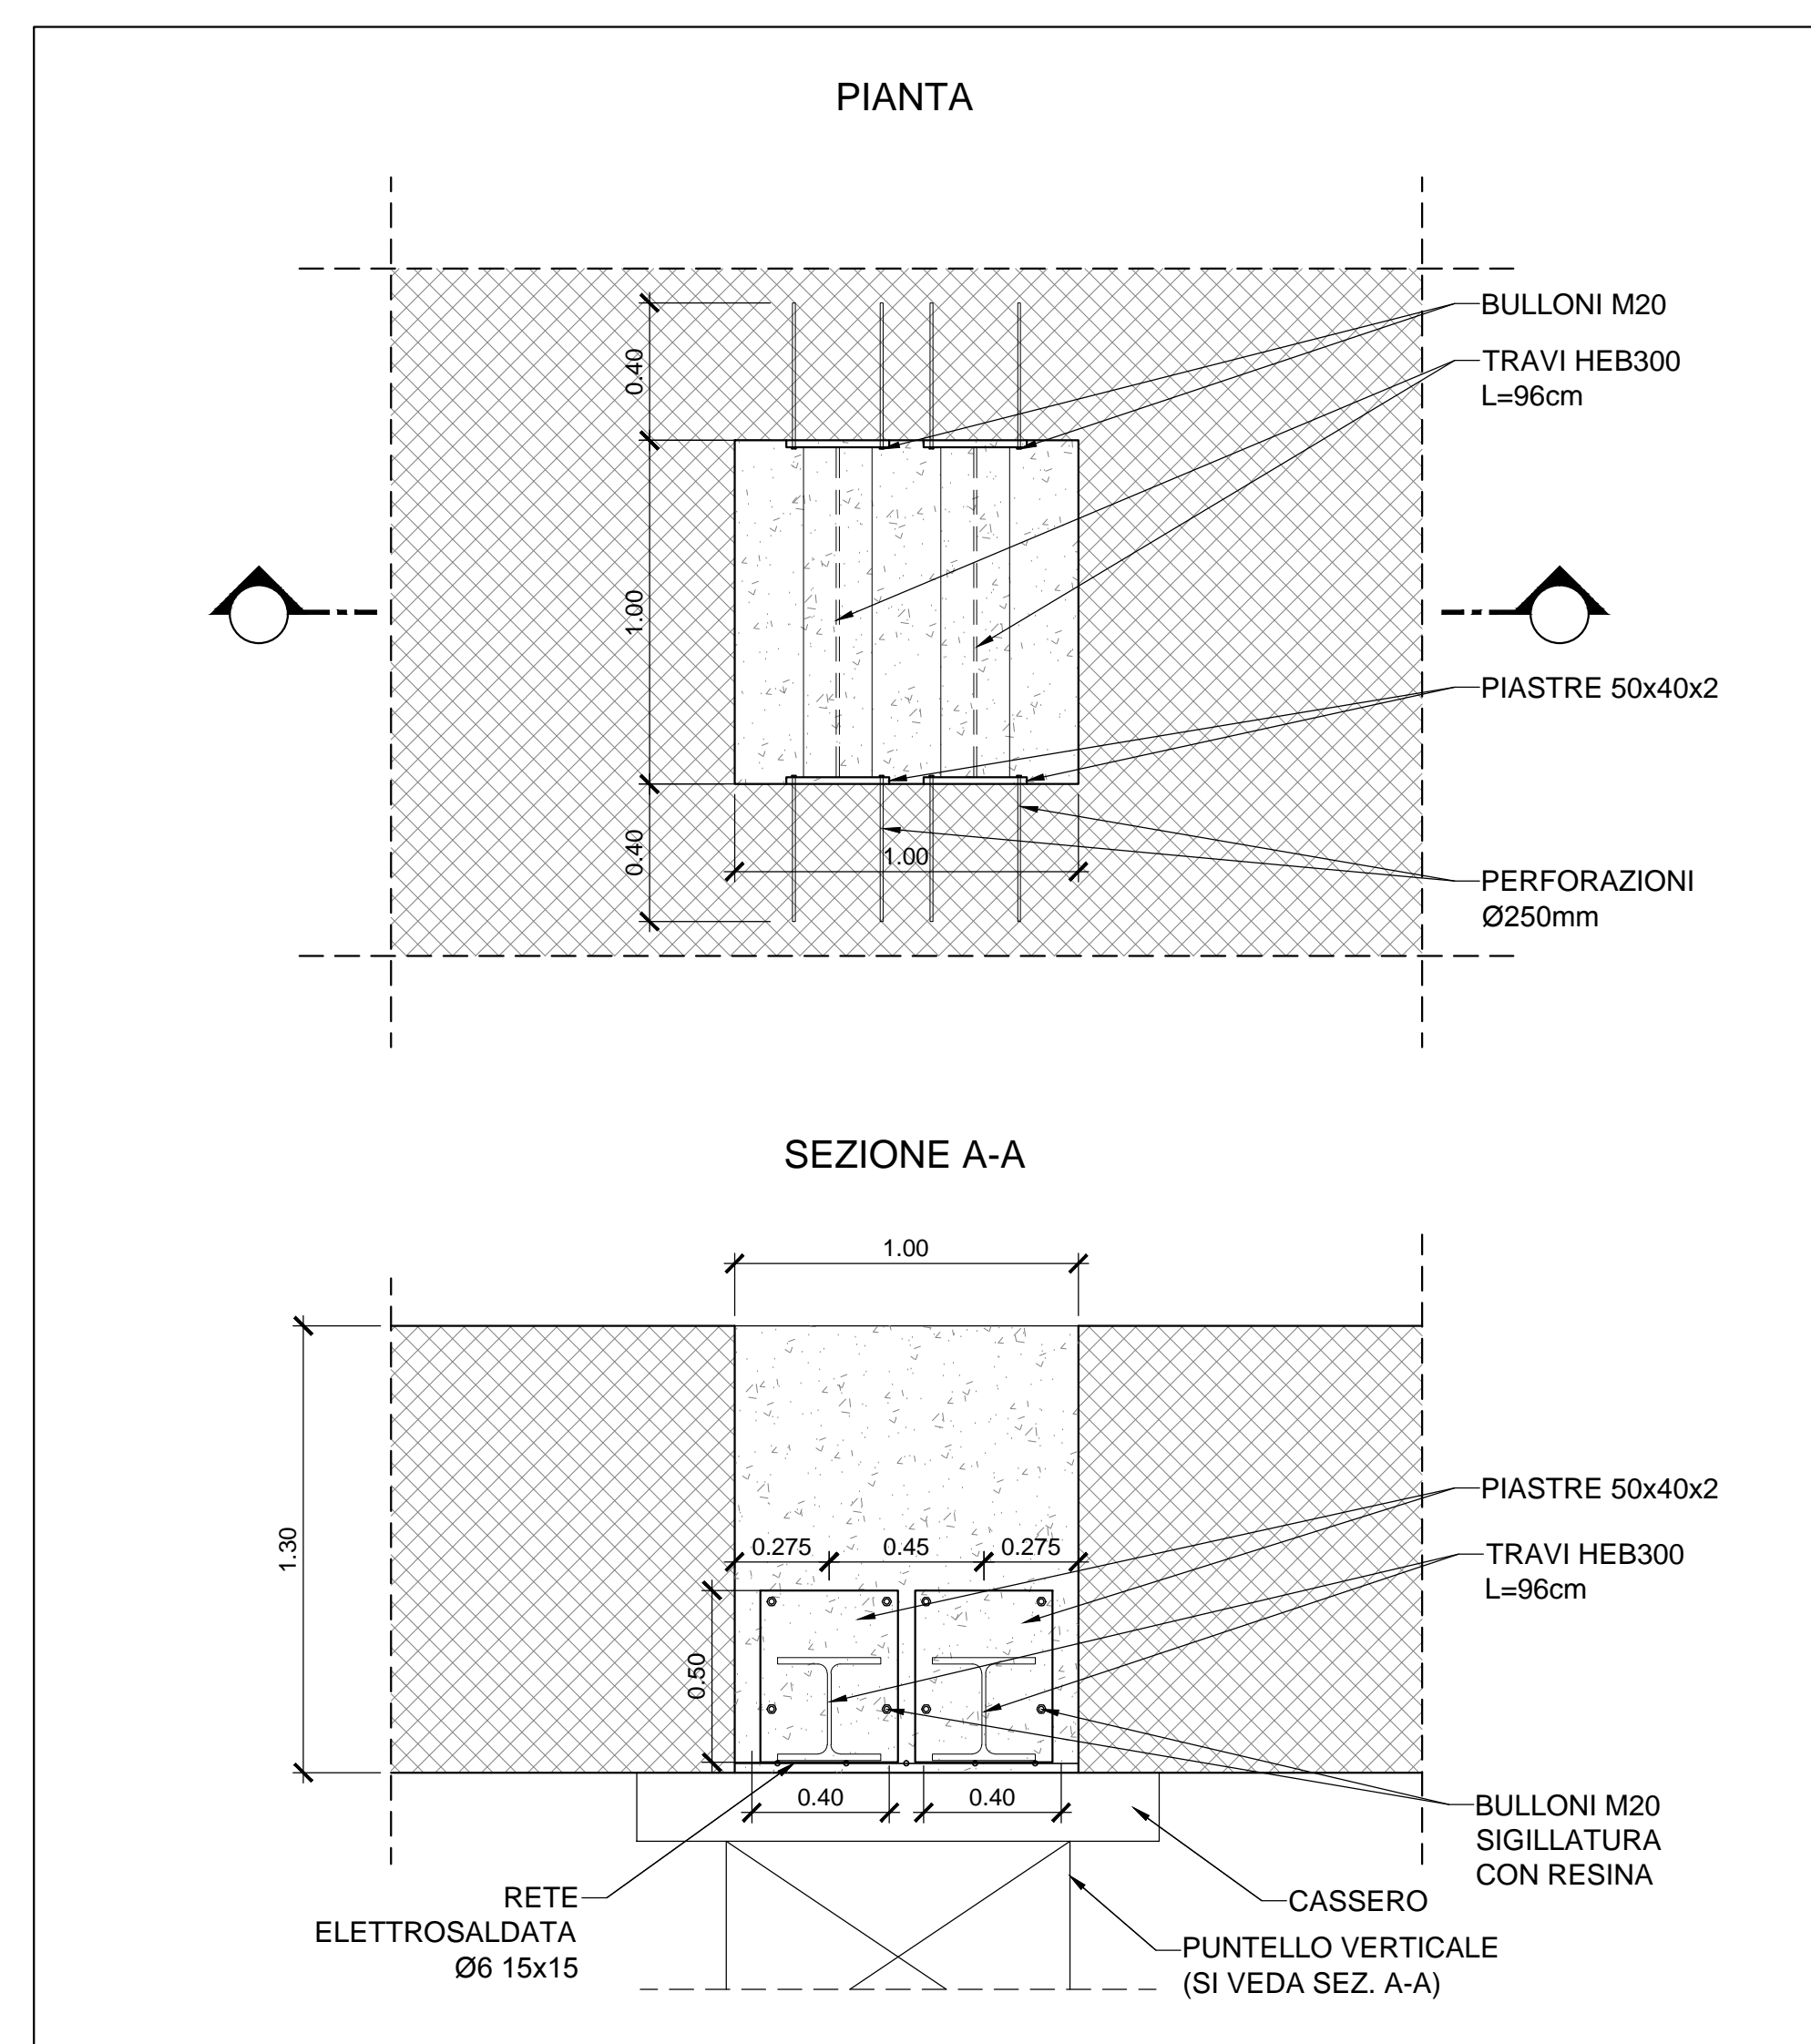 PIANTA
BULLONI M20
TRAVI HEB300
L=96cm
0.40
1.00
PIASTRE 50x40x2
0.40
1.00
PERFORAZIONI
Ø250mm
SEZIONE A-A
1.00
1.30
PIASTRE 50x40x2
0.275
0.45
0.275
TRAVI HEB300
L=96cm
0.50
0.40
0.40
BULLONI M20
SIGILLATURA
CON RESINA
RETE
ELETTROSALDATA
Ø6 15x15
CASSERO
PUNTELLO VERTICALE
(SI VEDA SEZ. A-A)